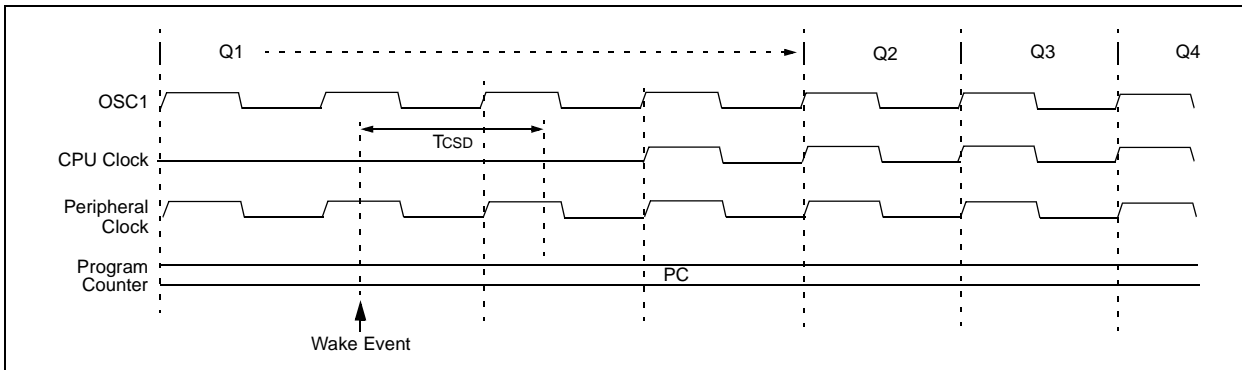 Q1
Q2
Q3
Q4
OSC1
TCSD
CPU Clock
Peripheral
Clock
Program
Counter
PC
Wake Event